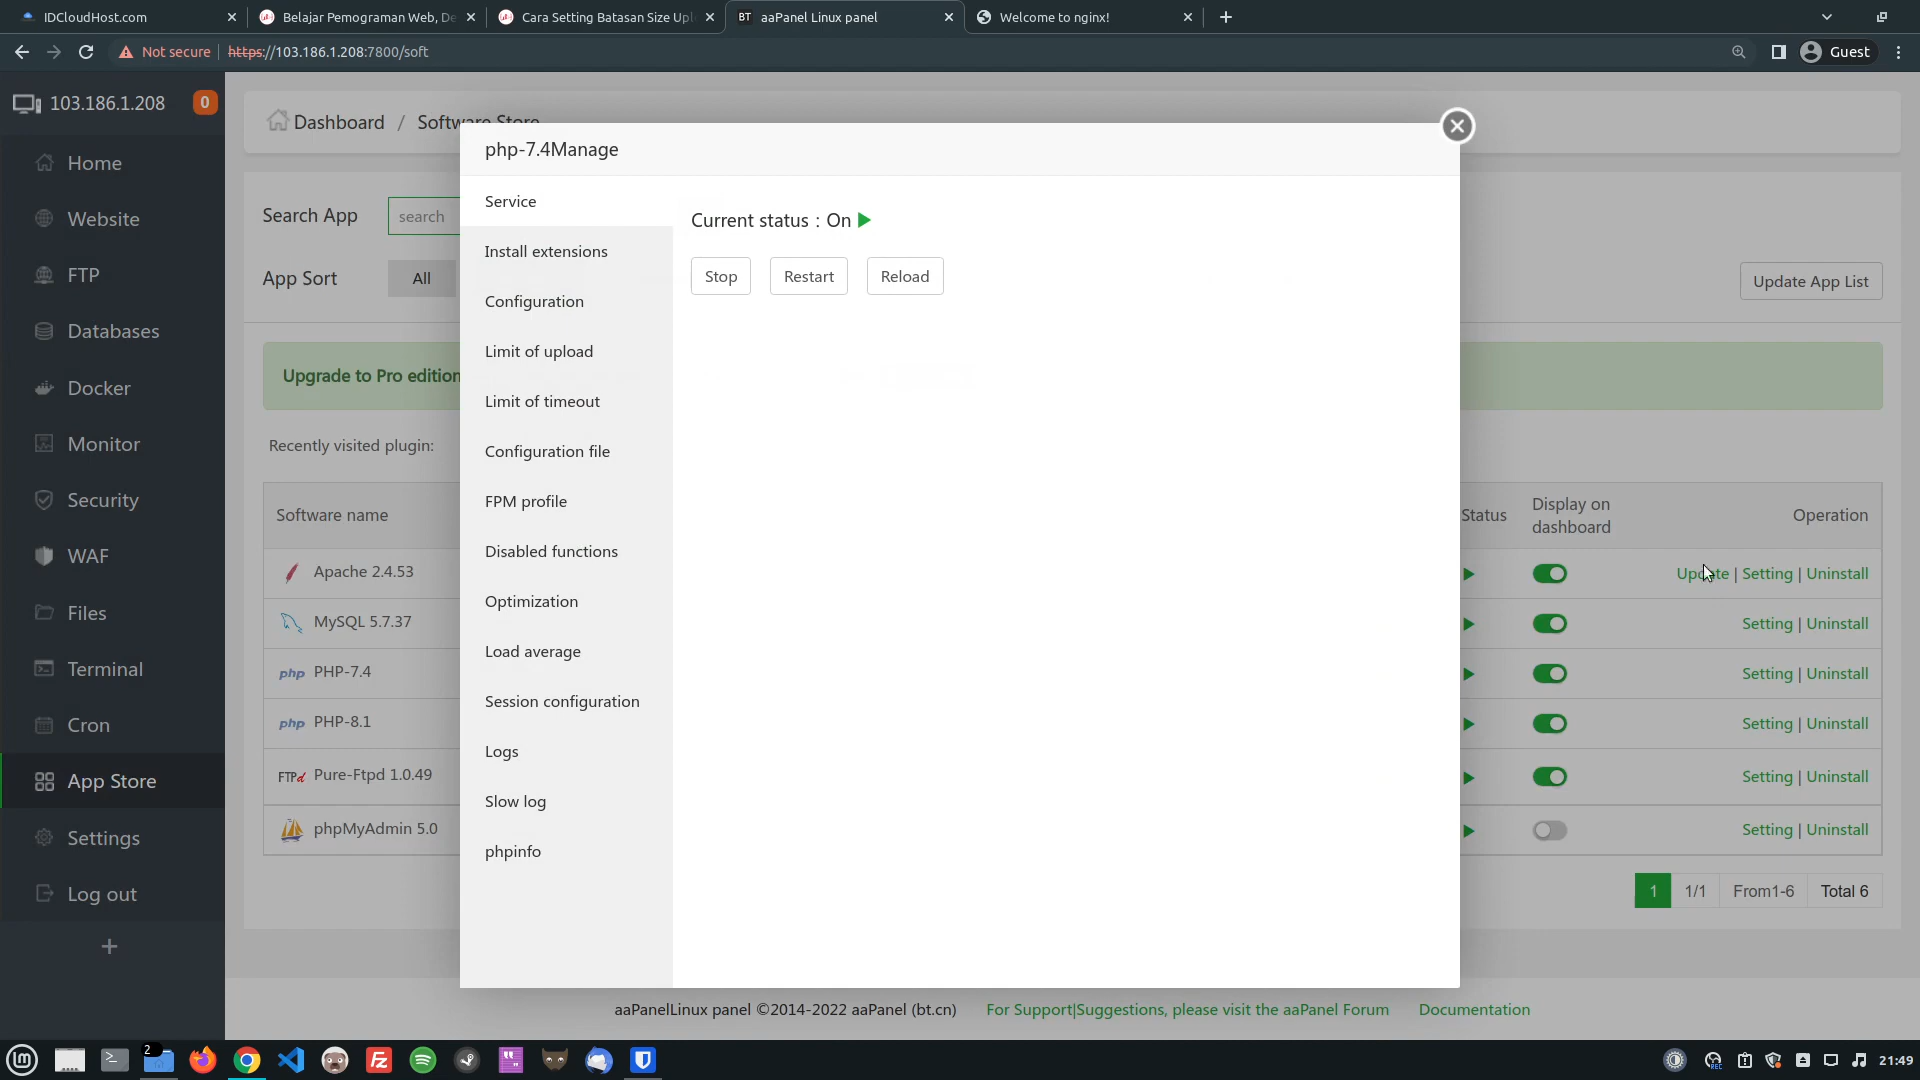 IDCloudHost.com
Belajar Pemograman Web, De
Cara Setting Batasan Size Upl
BT aaPanel Linux panel
Welcome to nginx!
Not secure
https://103.186.1.208:7800/soft
Guest
103.186.1.208
0
Home
Website
FTP
Databases
Docker
Monitor
Security
WAF
Files
Terminal
Cron
App Store
Settings
Log out
Dashboard / Software Store
Search App
search
App Sort
All
Update App List
Upgrade to Pro edition
Recently visited plugin:
Software name
Status
Display on
dashboard
Operation
Apache 2.4.53
Update | Setting | Uninstall
MySQL 5.7.37
Setting | Uninstall
php PHP-7.4
Setting | Uninstall
php PHP-8.1
Setting | Uninstall
FTPd Pure-Ftpd 1.0.49
Setting | Uninstall
phpMyAdmin 5.0
Setting | Uninstall
1
1/1
From1-6
Total 6
php-7.4Manage
Service
Install extensions
Configuration
Limit of upload
Limit of timeout
Configuration file
FPM profile
Disabled functions
Optimization
Load average
Session configuration
Logs
Slow log
phpinfo
Current status : On
Stop
Restart
Reload
aaPanelLinux panel ©2014-2022 aaPanel (bt.cn)
For Support|Suggestions, please visit the aaPanel Forum
Documentation
2
REC
21:49